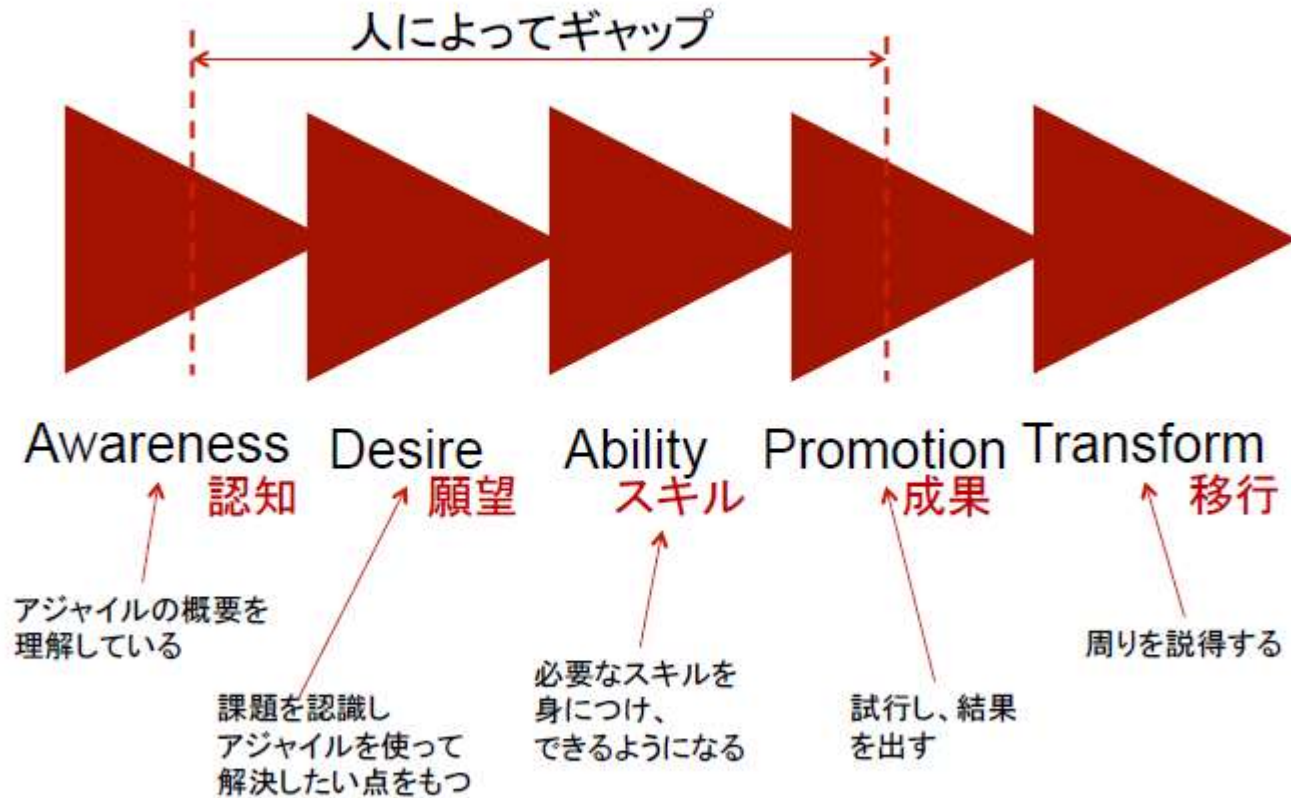 人によってギャップ
Awareness
認知
Desire
願望
Ability
スキル
Promotion
成果
Transform
移行
アジャイルの概要を
理解している
課題を認識し
アジャイルを使って
解決したい点をもつ
必要なスキルを
身につけ、
できるようになる
試行し、結果
を出す
周りを説得する